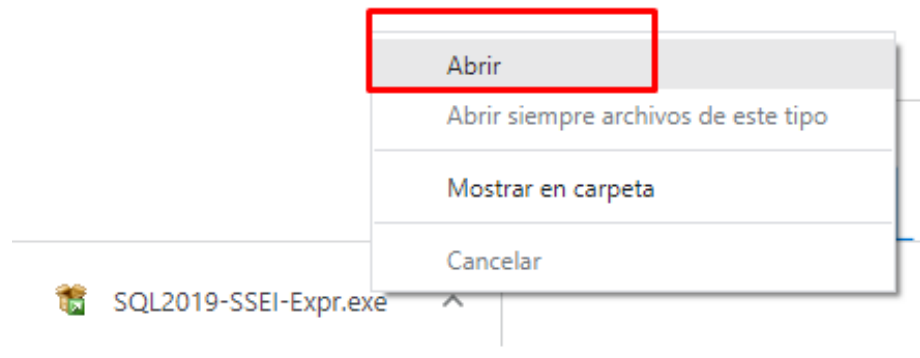 Abrir
Abrir siempre archivos de este tipo
Mostrar en carpeta
Cancelar
SQL2019-SSEI-Expr.exe